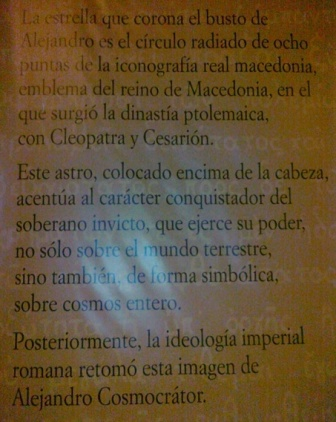 La estrella que corona el busto de
Alejandro es el círculo radiado de ocho
puntas de la iconografía real macedonia,
emblema del reino de Macedonia, en el
que surgió la dinastía ptolemaica,
con Cleopatra y Cesarión.
Este astro, colocado encima de la cabeza,
acentúa al carácter conquistador del
soberano invicto, que ejerce su poder,
no sólo sobre el mundo terrestre,
sino también, de forma simbólica,
sobre cosmos entero.
Posteriormente, la ideología imperial
romana retomó esta imagen de
Alejandro Cosmocrátor.